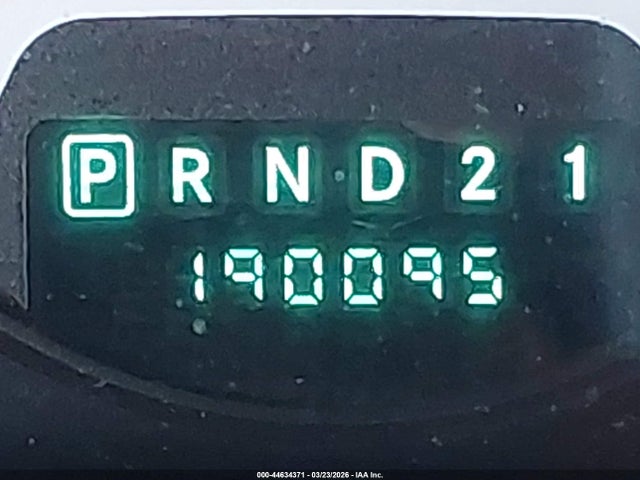 P R N D 2 1
190095
000-44634371 - 03/23/2026 - IAA Inc.